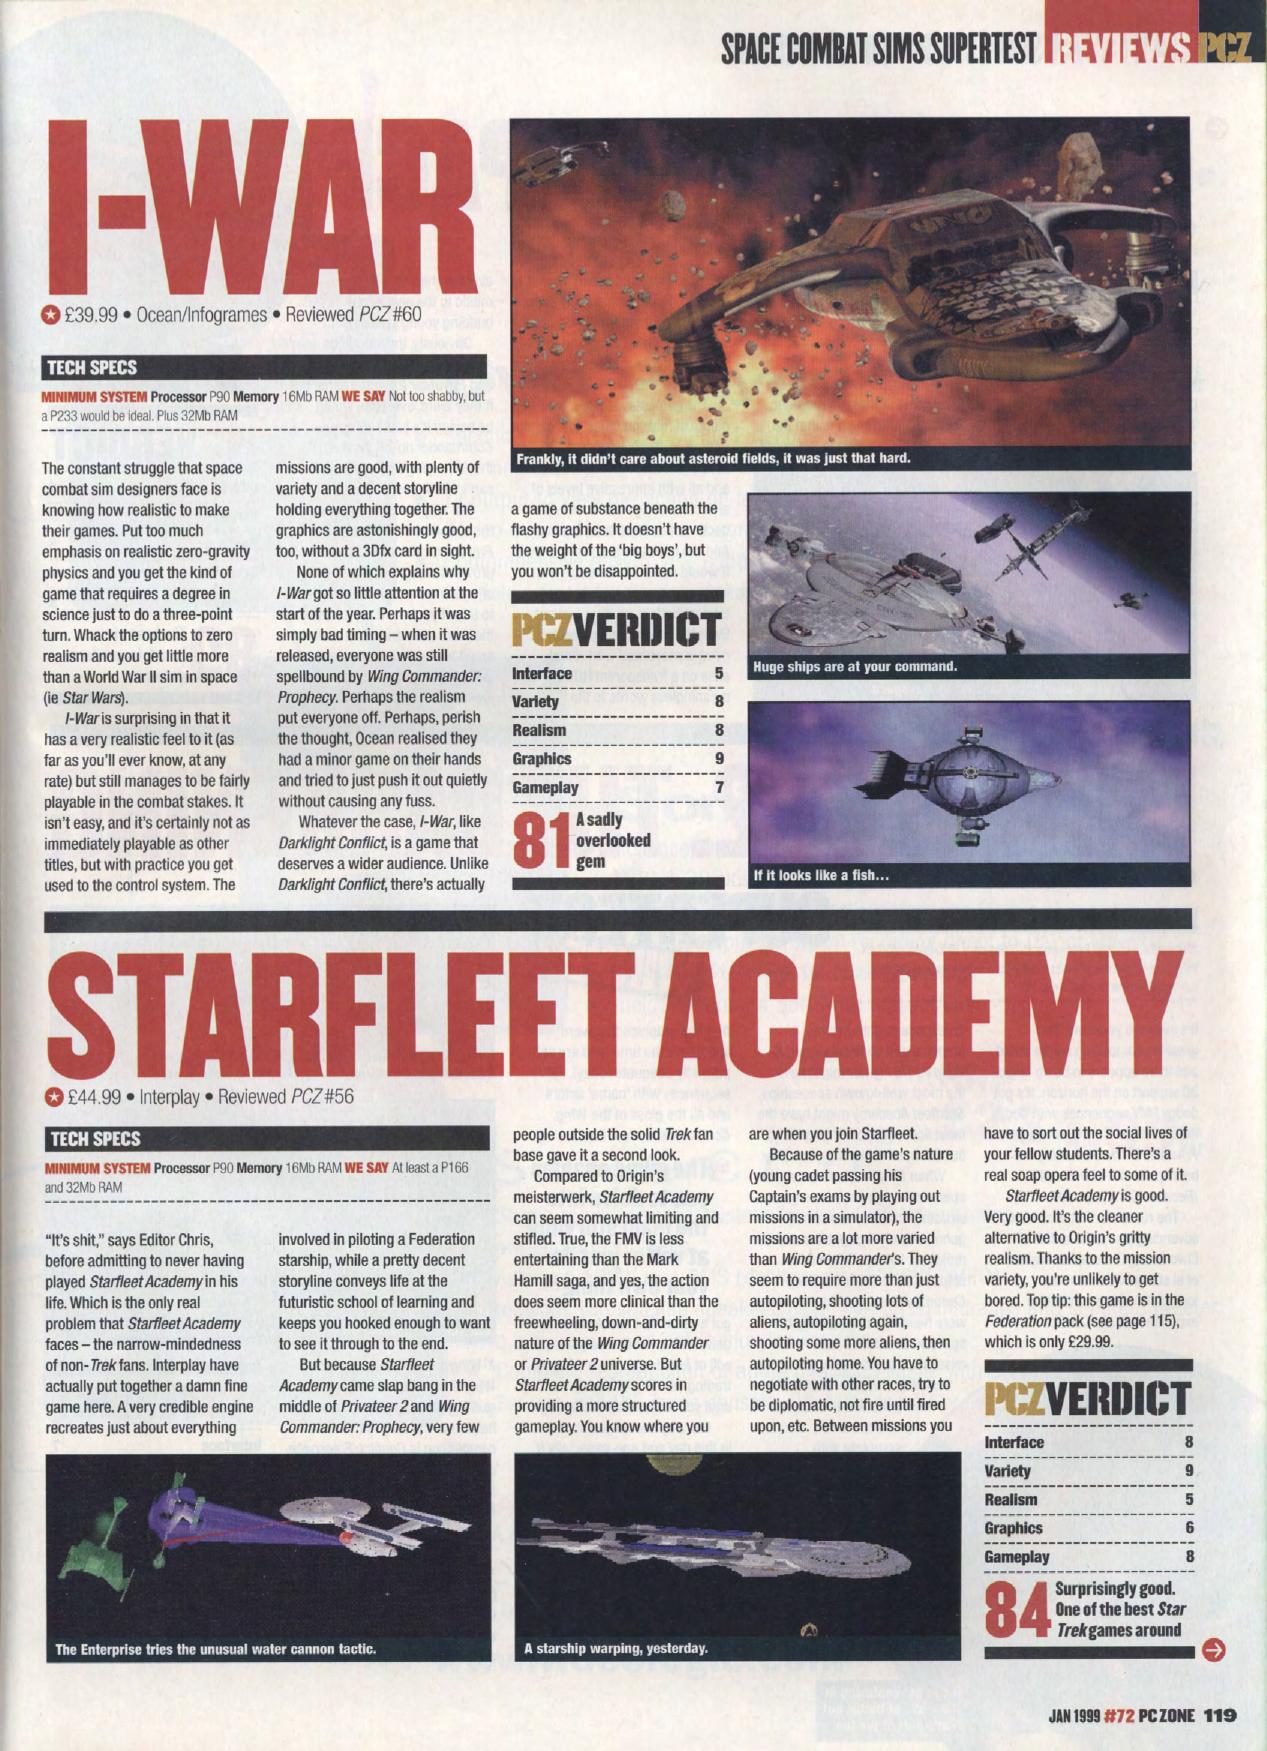 SPACE COMBAT SIMS SUPERTEST REVIEWS PCZ
I-WAR
£39.99 • Ocean/Infogrames • Reviewed PCZ #60
TECH SPECS
MINIMUM SYSTEM Processor P90 Memory 16Mb RAM WE SAY Not too shabby, but
a P233 would be ideal. Plus 32Mb RAM
The constant struggle that space
combat sim designers face is
knowing how realistic to make
their games. Put too much
emphasis on realistic zero-gravity
physics and you get the kind of
game that requires a degree in
science just to do a three-point
turn. Whack the options to zero
realism and you get little more
than a World War II sim in space
(ie Star Wars).
I-War is surprising in that it
has a very realistic feel to it (as
far as you'll ever know, at any
rate) but still manages to be fairly
playable in the combat stakes. It
isn't easy, and it's certainly not as
immediately playable as other
titles, but with practice you get
used to the control system. The
missions are good, with plenty of
variety and a decent storyline
holding everything together. The
graphics are astonishingly good,
too, without a 3Dfx card in sight.
None of which explains why
I-War got so little attention at the
start of the year. Perhaps it was
simply bad timing – when it was
released, everyone was still
spellbound by Wing Commander:
Prophecy. Perhaps the realism
put everyone off. Perhaps, perish
the thought, Ocean realised they
had a minor game on their hands
and tried to just push it out quietly
without causing any fuss.
Whatever the case, I-War, like
Darklight Conflict, is a game that
deserves a wider audience. Unlike
Darklight Conflict, there's actually
a game of substance beneath the
flashy graphics. It doesn't have
the weight of the 'big boys', but
you won't be disappointed.
PCZVERDICT
Interface 5
Variety 8
Realism 8
Graphics 9
Gameplay 7
81 A sadly
overlooked
gem
Frankly, it didn't care about asteroid fields, it was just that hard.
Huge ships are at your command.
If it looks like a fish...
STARFLEET ACADEMY
£44.99 • Interplay • Reviewed PCZ #56
TECH SPECS
MINIMUM SYSTEM Processor P90 Memory 16Mb RAM WE SAY At least a P166
and 32Mb RAM
"It's shit," says Editor Chris,
before admitting to never having
played Starfleet Academy in his
life. Which is the only real
problem that Starfleet Academy
faces – the narrow-mindedness
of non-Trek fans. Interplay have
actually put together a damn fine
game here. A very credible engine
recreates just about everything
involved in piloting a Federation
starship, while a pretty decent
storyline conveys life at the
futuristic school of learning and
keeps you hooked enough to want
to see it through to the end.
But because Starfleet
Academy came slap bang in the
middle of Privateer 2 and Wing
Commander: Prophecy, very few
people outside the solid Trek fan
base gave it a second look.
Compared to Origin's
meisterwerk, Starfleet Academy
can seem somewhat limiting and
stifled. True, the FMV is less
entertaining than the Mark
Hamill saga, and yes, the action
does seem more clinical than the
freewheeling, down-and-dirty
nature of the Wing Commander
or Privateer 2 universe. But
Starfleet Academy scores in
providing a more structured
gameplay. You know where you
are when you join Starfleet.
Because of the game's nature
(young cadet passing his
Captain's exams by playing out
missions in a simulator), the
missions are a lot more varied
than Wing Commander's. They
seem to require more than just
autopiloting, shooting lots of
aliens, autopiloting again,
shooting some more aliens, then
autopiloting home. You have to
negotiate with other races, try to
be diplomatic, not fire until fired
upon, etc. Between missions you
have to sort out the social lives of
your fellow students. There's a
real soap opera feel to some of it.
Starfleet Academy is good.
Very good. It's the cleaner
alternative to Origin's gritty
realism. Thanks to the mission
variety, you're unlikely to get
bored. Top tip: this game is in the
Federation pack (see page 115),
which is only £29.99.
PCZVERDICT
Interface 8
Variety 9
Realism 5
Graphics 6
Gameplay 8
84 Surprisingly good.
One of the best Star
Trek games around
The Enterprise tries the unusual water cannon tactic.
A starship warping, yesterday.
JAN 1999 #72 PC ZONE 119